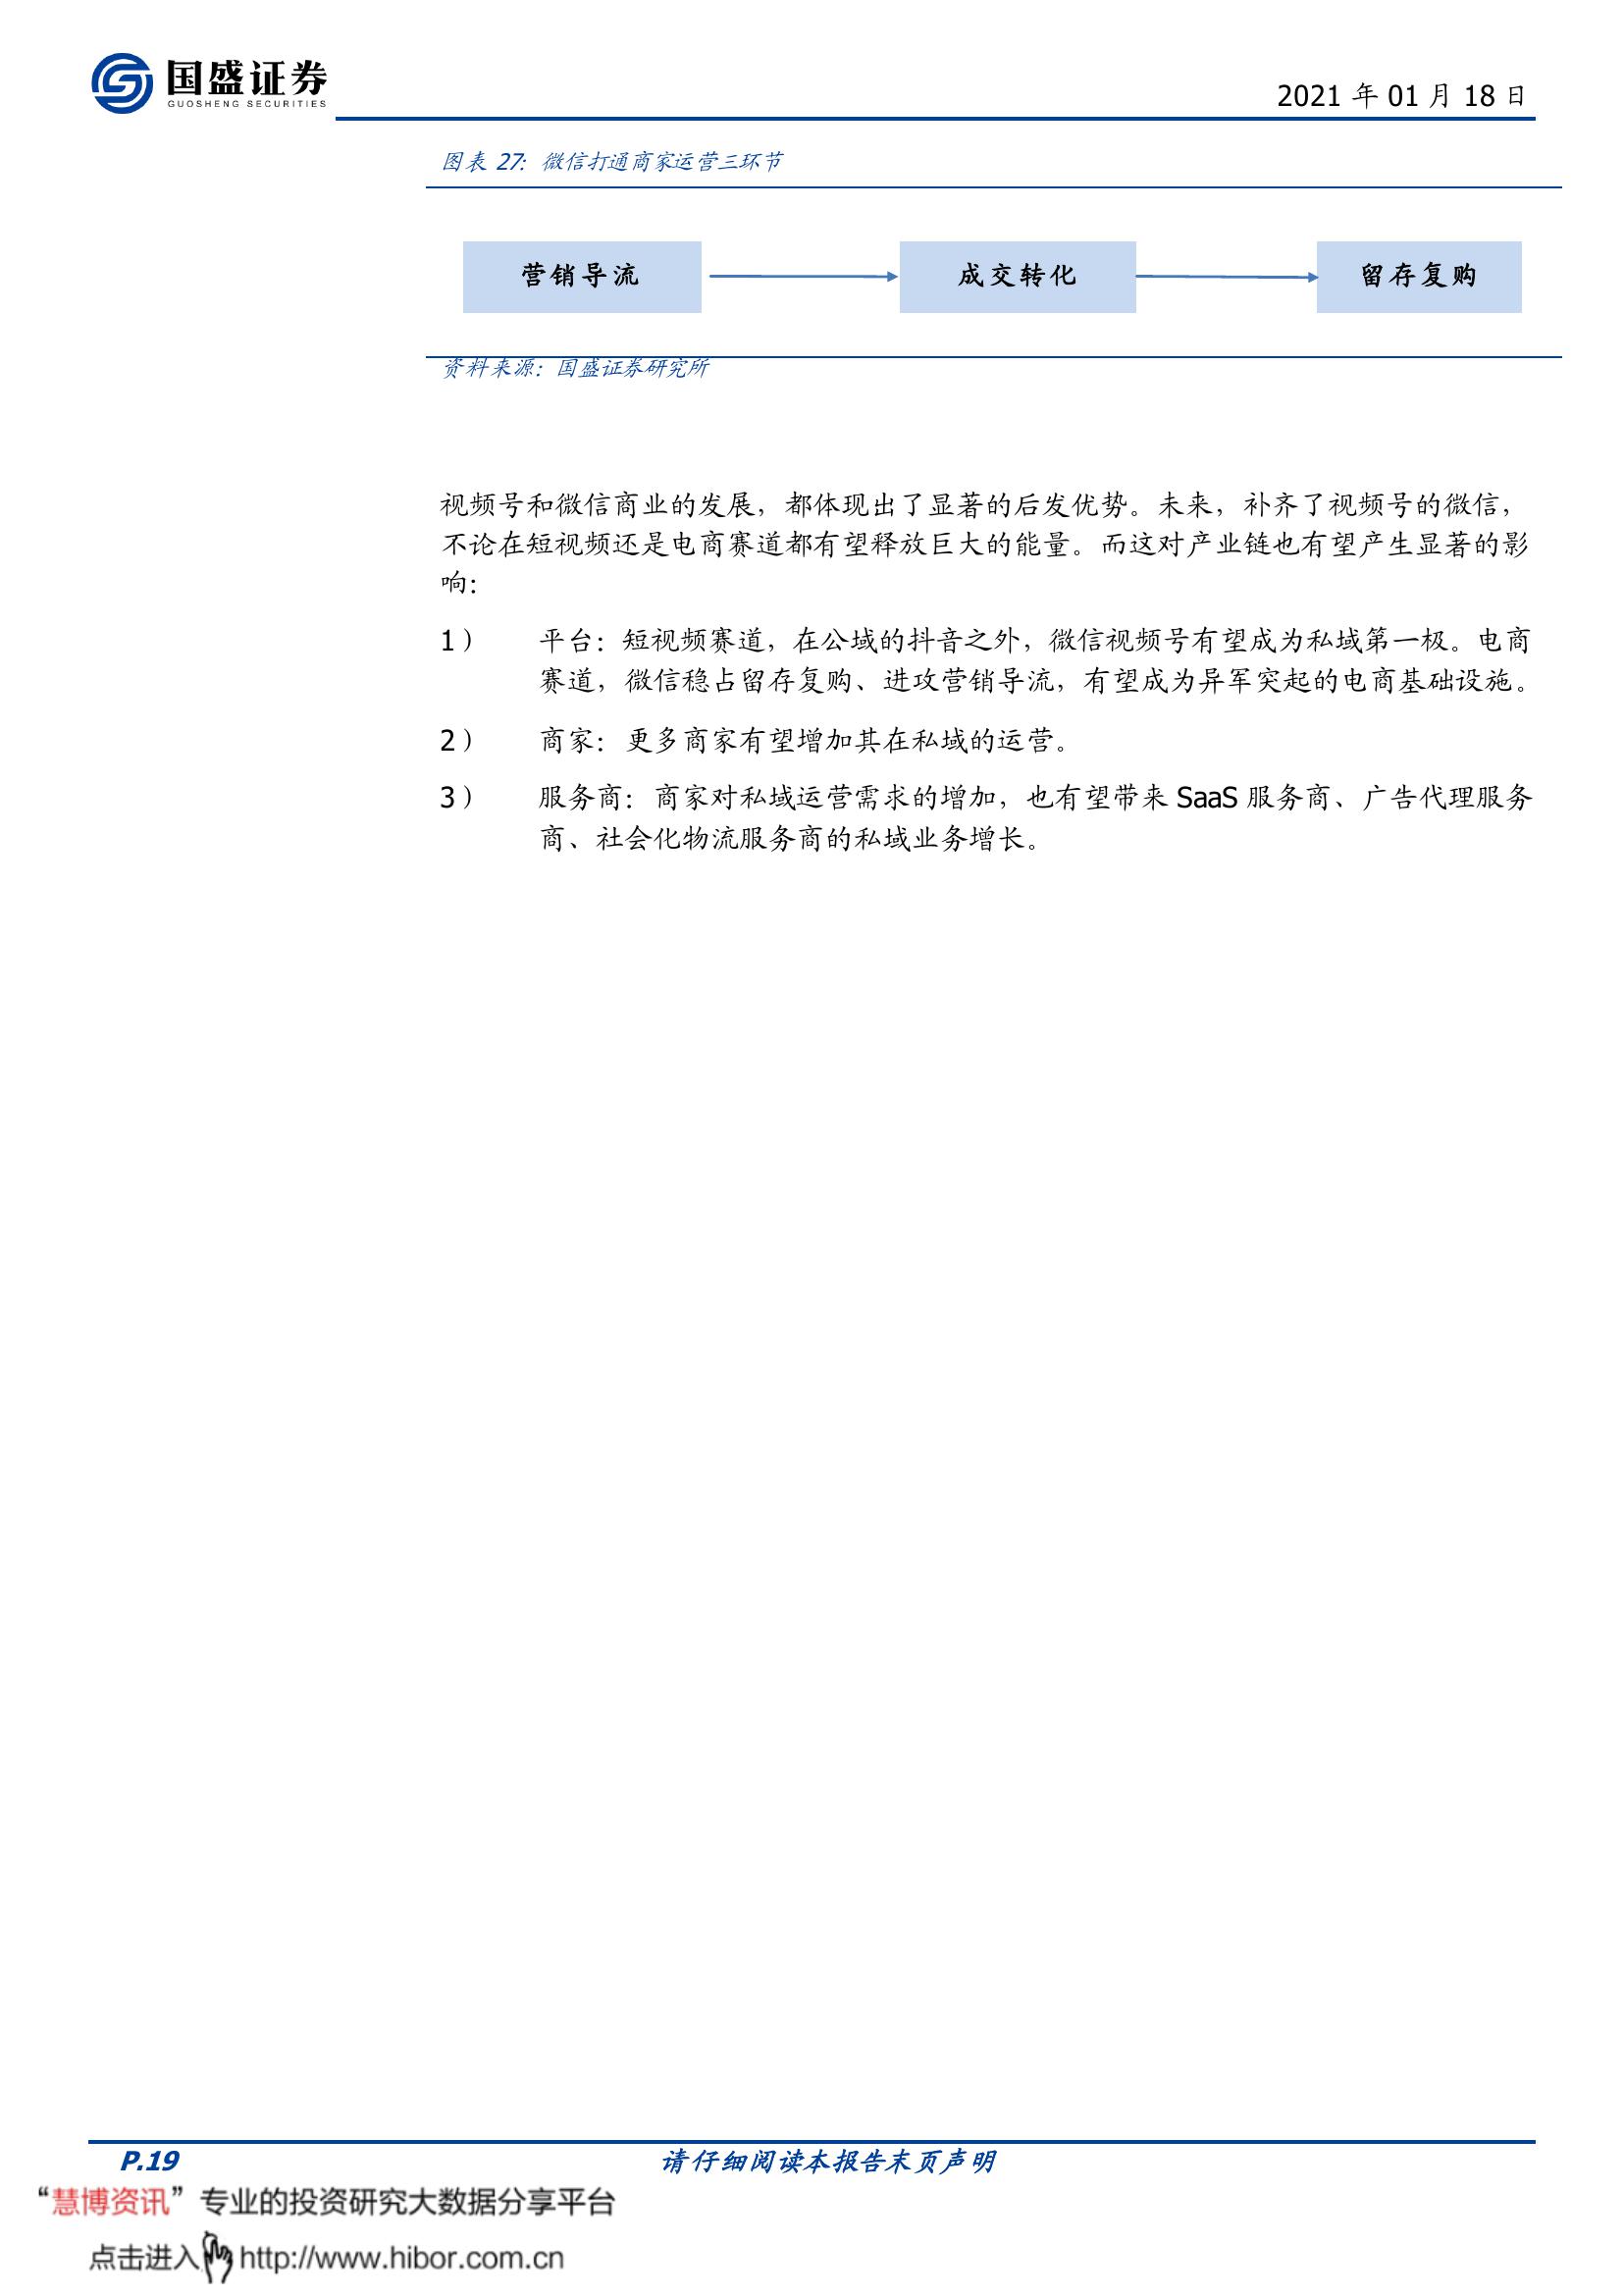 国盛证券
GUOSHENG SECURITIES
2021 年 01 月 18 日
图表 27：微信打通商家运营三环节
营销导流
成交转化
留存复购
资料来源：国盛证券研究所
视频号和微信商业的发展，都体现出了显著的后发优势。未来，补齐了视频号的微信，
不论在短视频还是电商赛道都有望释放巨大的能量。而这对产业链也有望产生显著的影
响：
1） 平台：短视频赛道，在公域的抖音之外，微信视频号有望成为私域第一极。电商
赛道，微信稳占留存复购、进攻营销导流，有望成为异军突起的电商基础设施。
2） 商家：更多商家有望增加其在私域的运营。
3） 服务商：商家对私域运营需求的增加，也有望带来 SaaS 服务商、广告代理服务
商、社会化物流服务商的私域业务增长。
P.19
请仔细阅读本报告末页声明
“慧博资讯”专业的投资研究大数据分享平台
点击进入 http://www.hibor.com.cn